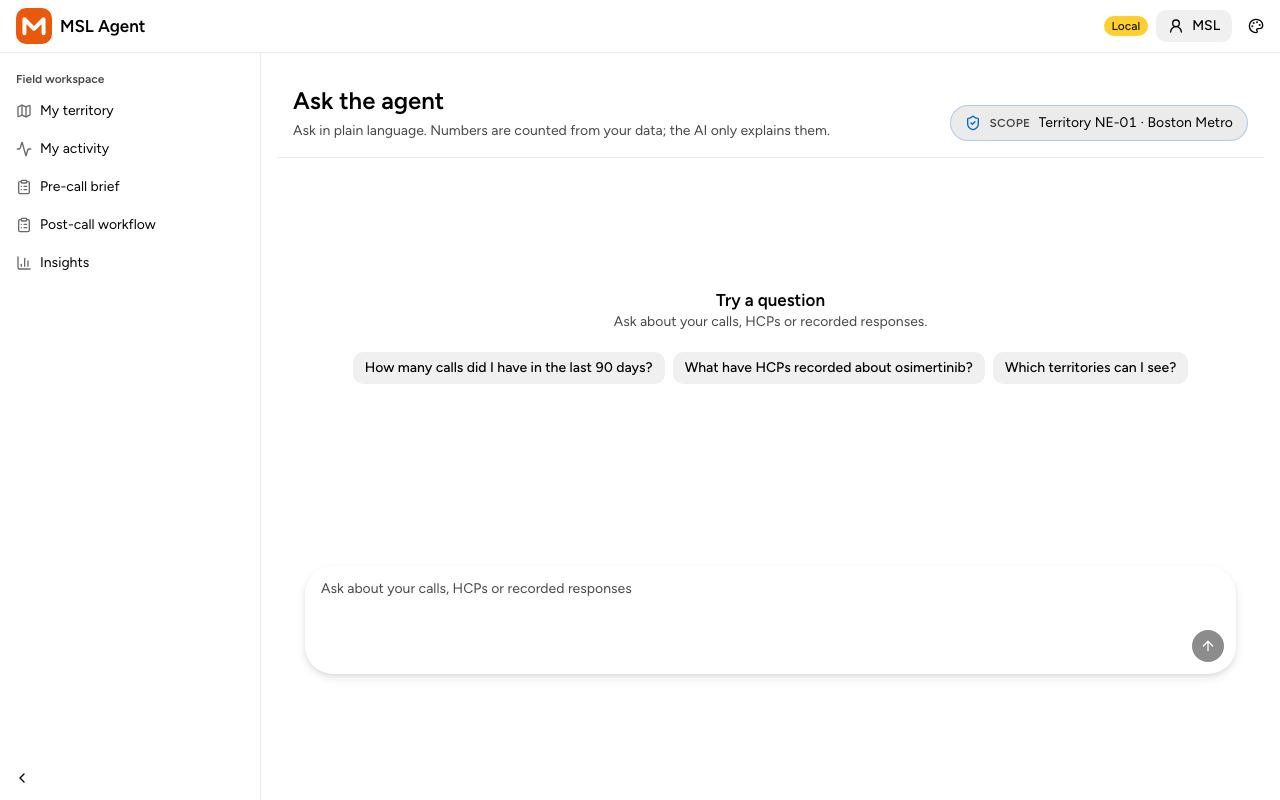 MSL Agent
Local
MSL
Field workspace
My territory
My activity
Pre-call brief
Post-call workflow
Insights
Ask the agent
Ask in plain language. Numbers are counted from your data; the AI only explains them.
SCOPE Territory NE-01 · Boston Metro
Try a question
Ask about your calls, HCPs or recorded responses.
How many calls did I have in the last 90 days?
What have HCPs recorded about osimertinib?
Which territories can I see?
Ask about your calls, HCPs or recorded responses